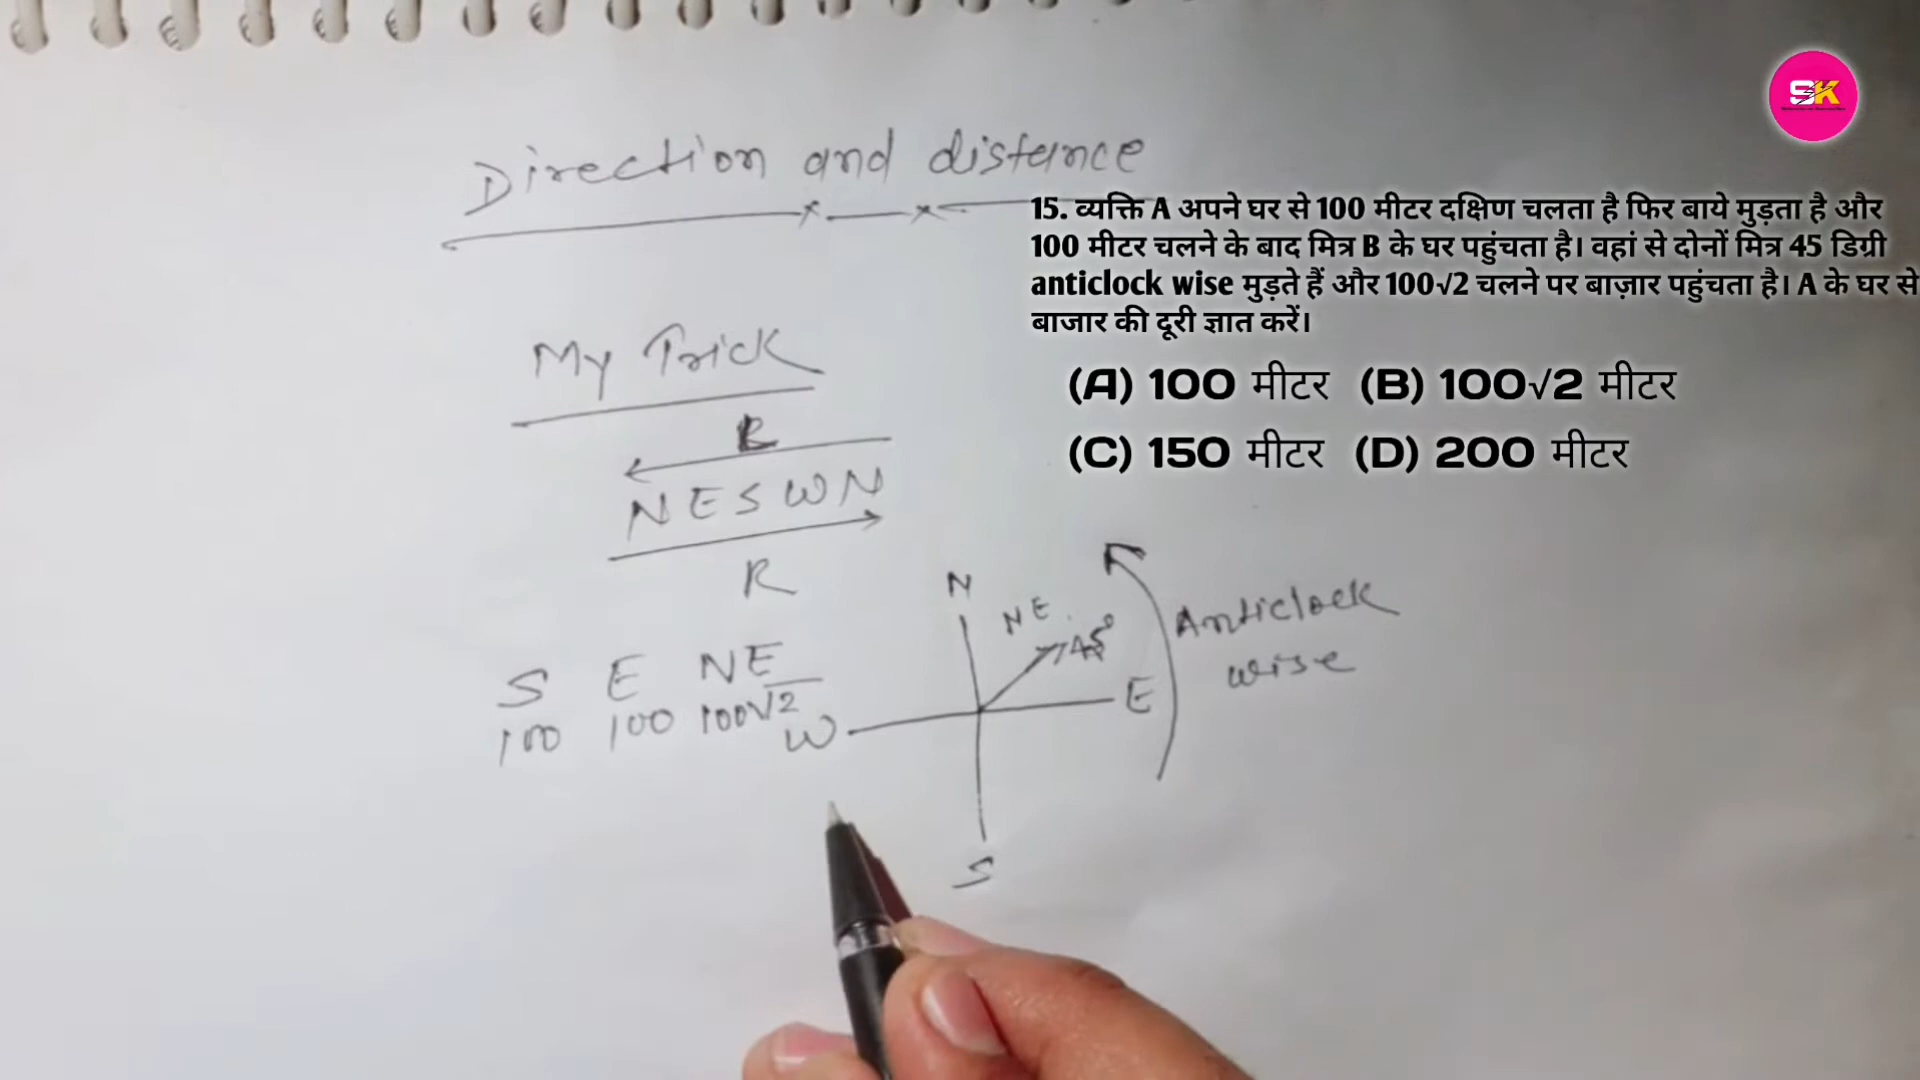 SK
Direction and distance
15. व्यक्ति A अपने घर से 100 मीटर दक्षिण चलता है फिर बाये मुड़ता है और
100 मीटर चलने के बाद मित्र B के घर पहुंचता है। वहां से दोनों मित्र 45 डिग्री
anticlock wise मुड़ते हैं और 100√2 चलने पर बाज़ार पहुंचता है। A के घर से
बाजार की दूरी ज्ञात करें।
(A) 100 मीटर (B) 100√2 मीटर
(C) 150 मीटर (D) 200 मीटर
My Trick
L
NESWN
R
S E NE
100 100 100√2
N
NE
45°
E
W
S
Anticlock
wise